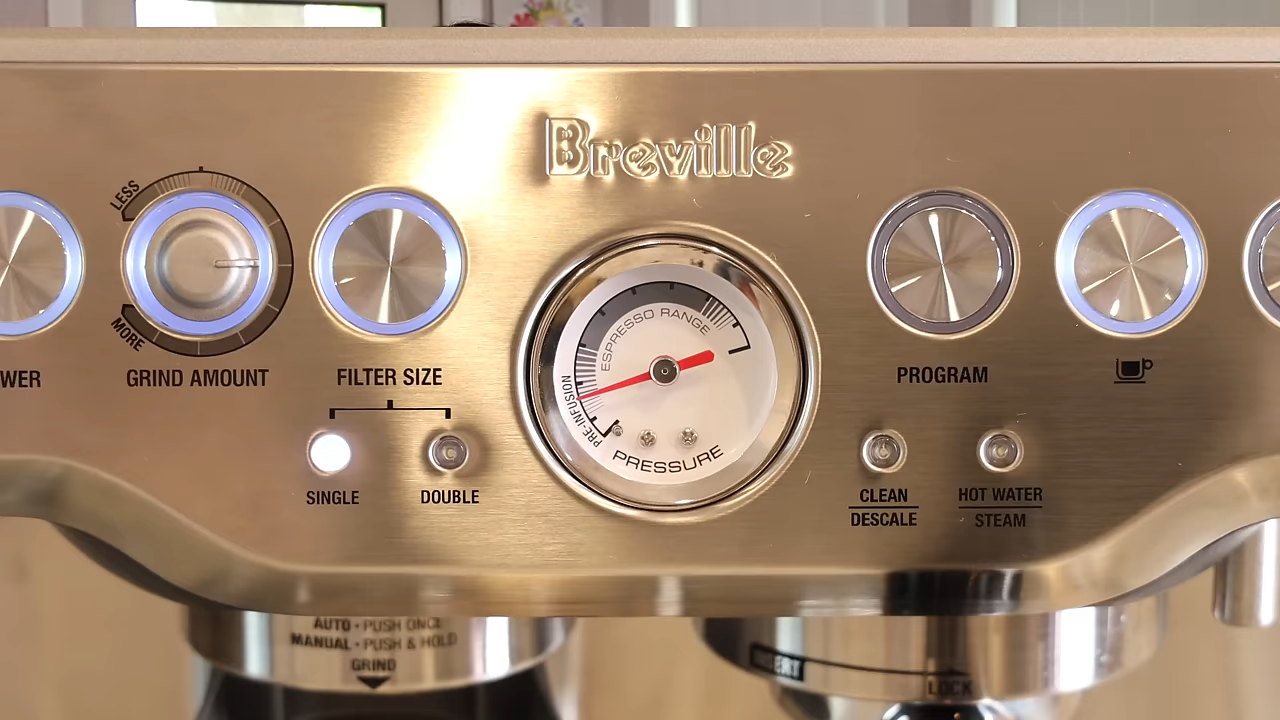 Breville
LESS
MORE
WER
GRIND AMOUNT
FILTER SIZE
SINGLE
DOUBLE
ESPRESSO RANGE
PRE-INFUSION
PRESSURE
PROGRAM
CLEAN
DESCALE
HOT WATER
STEAM
AUTO • PUSH ONCE
MANUAL • PUSH & HOLD
GRIND
INSERT
LOCK